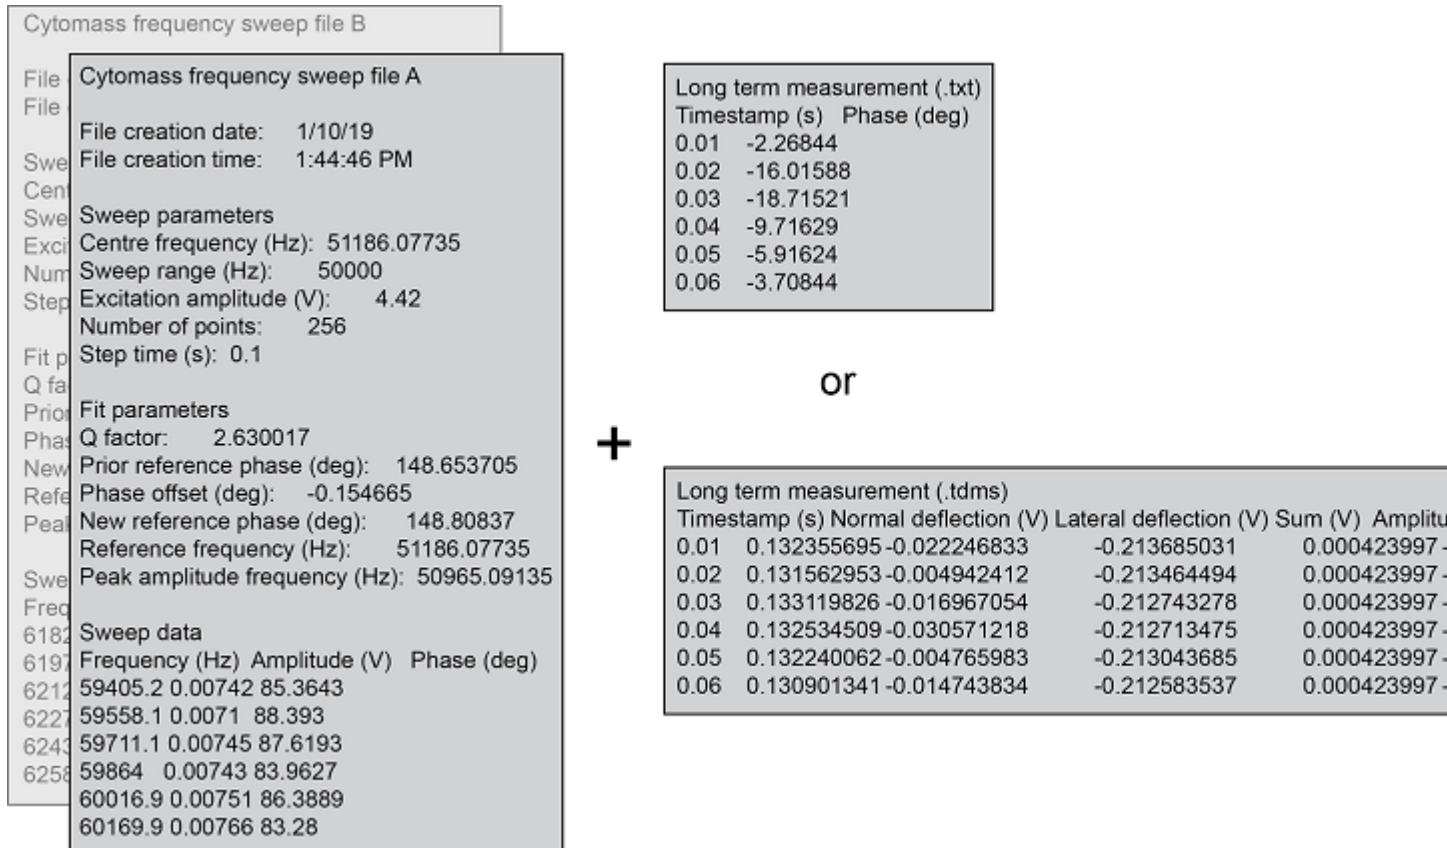 Cytomass frequency sweep file B
File
File
Swe
Cent
Swe
Exci
Num
Step
Fit p
Q fa
Prior
Phas
New
Refe
Peak
Swe
Freq
6182
6197
6212
6227
6243
6258
Cytomass frequency sweep file A
File creation date: 1/10/19
File creation time: 1:44:46 PM
Sweep parameters
Centre frequency (Hz): 51186.07735
Sweep range (Hz): 50000
Excitation amplitude (V): 4.42
Number of points: 256
Step time (s): 0.1
Fit parameters
Q factor: 2.630017
Prior reference phase (deg): 148.653705
Phase offset (deg): -0.154665
New reference phase (deg): 148.80837
Reference frequency (Hz): 51186.07735
Peak amplitude frequency (Hz): 50965.09135
Sweep data
Frequency (Hz) Amplitude (V) Phase (deg)
59405.2 0.00742 85.3643
59558.1 0.0071 88.393
59711.1 0.00745 87.6193
59864 0.00743 83.9627
60016.9 0.00751 86.3889
60169.9 0.00766 83.28
+
Long term measurement (.txt)
Timestamp (s) Phase (deg)
0.01 -2.26844
0.02 -16.01588
0.03 -18.71521
0.04 -9.71629
0.05 -5.91624
0.06 -3.70844
or
Long term measurement (.tdms)
Timestamp (s) Normal deflection (V) Lateral deflection (V) Sum (V) Amplitu
0.01 0.132355695 -0.022246833 -0.213685031 0.000423997 -
0.02 0.131562953 -0.004942412 -0.213464494 0.000423997 -
0.03 0.133119826 -0.016967054 -0.212743278 0.000423997 -
0.04 0.132534509 -0.030571218 -0.212713475 0.000423997 -
0.05 0.132240062 -0.004765983 -0.213043685 0.000423997 -
0.06 0.130901341 -0.014743834 -0.212583537 0.000423997 -